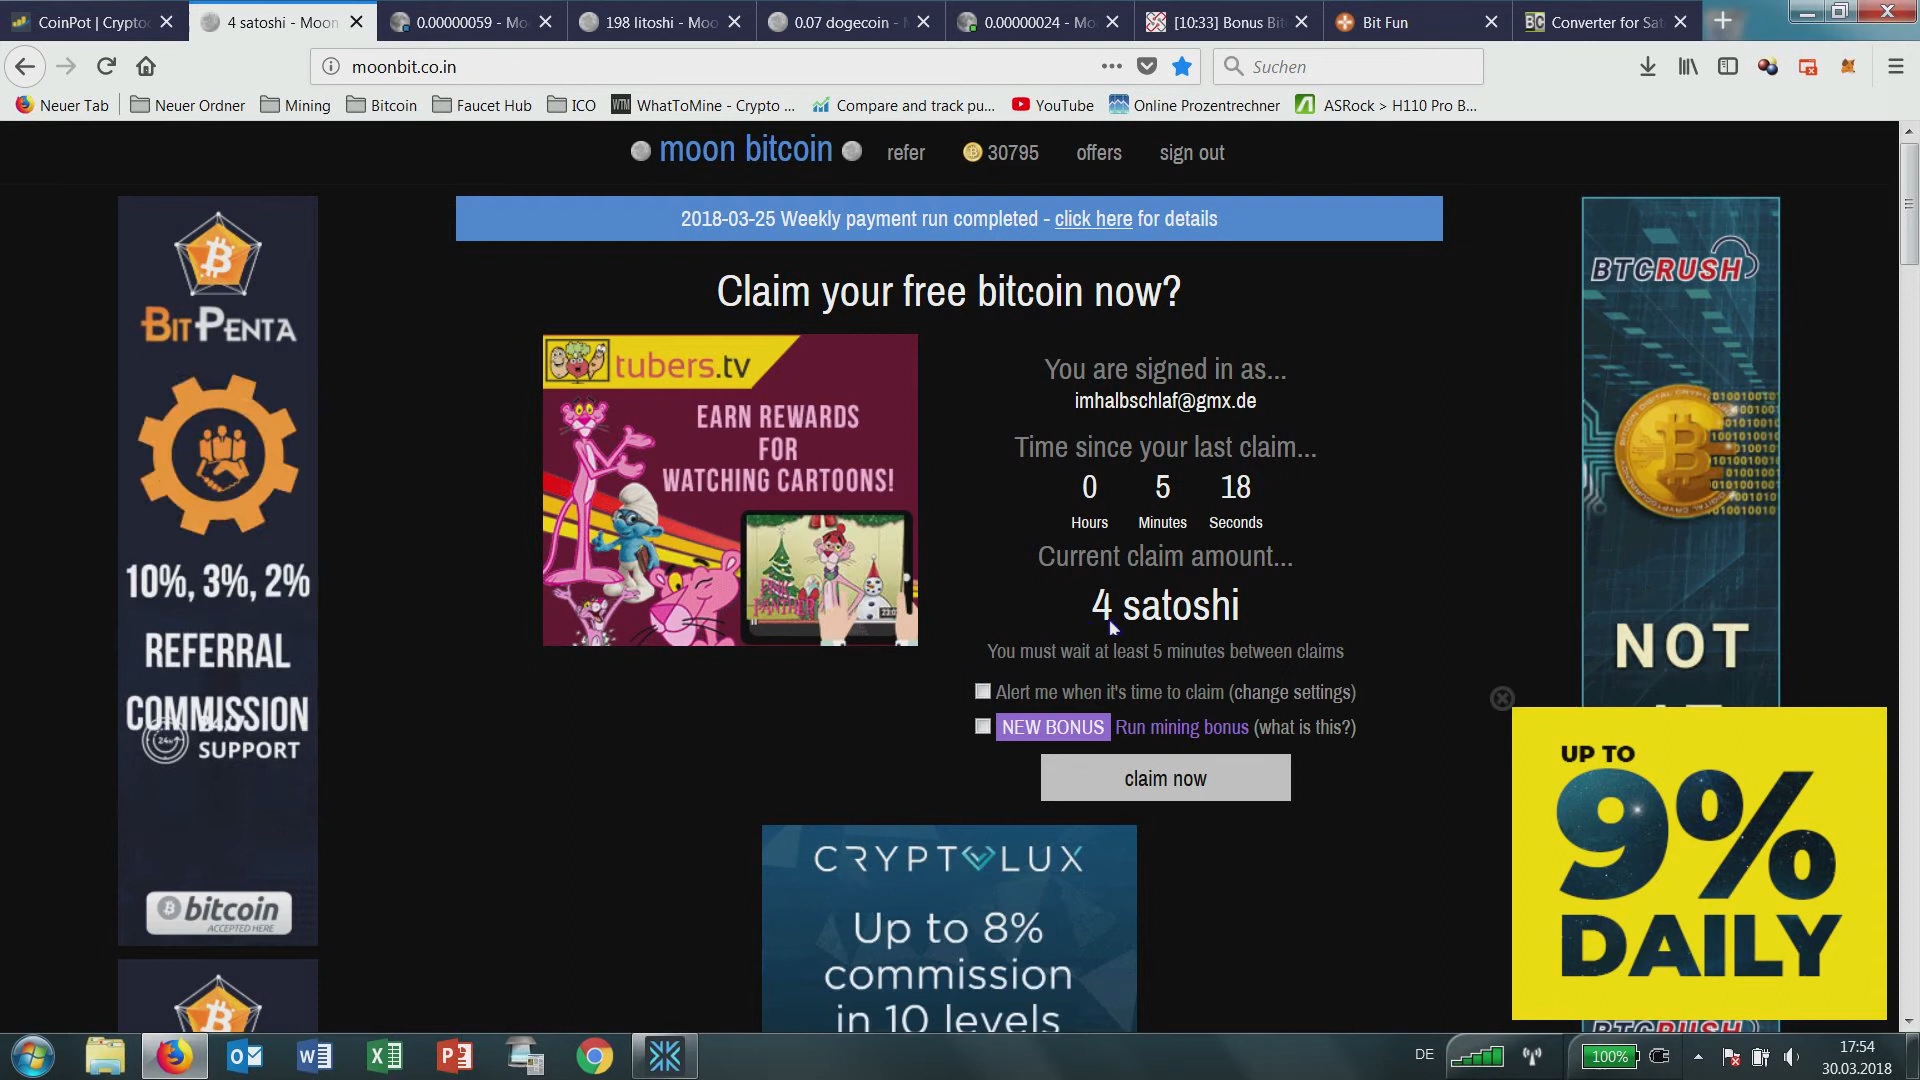 CoinPot | Cryptoc
4 satoshi - Moon
0.00000059 - Mo
198 litoshi - Moo
0.07 dogecoin -
0.00000024 - Mo
[10:33] Bonus Bit
Bit Fun
BC Converter for Sat
moonbit.co.in
Suchen
Neuer Tab
Neuer Ordner
Mining
Bitcoin
Faucet Hub
ICO
WTM WhatToMine - Crypto ...
Compare and track pu...
YouTube
Online Prozentrechner
ASRock > H110 Pro B...
moon bitcoin
refer
30795
offers
sign out
2018-03-25 Weekly payment run completed - click here for details
Claim your free bitcoin now?
BITPENTA
10%, 3%, 2%
REFERRAL
COMMISSION
SUPPORT
bitcoin
ACCEPTED HERE
tubers.tv
EARN REWARDS
FOR
WATCHING CARTOONS!
You are signed in as...
imhalbschlaf@gmx.de
Time since your last claim...
0 5 18
Hours Minutes Seconds
Current claim amount...
4 satoshi
You must wait at least 5 minutes between claims
Alert me when it's time to claim (change settings)
NEW BONUS Run mining bonus (what is this?)
claim now
CRYPTOLUX
Up to 8%
commission
in 10 levels
BTCRUSH
NOT
UP TO
9%
DAILY
BTCRUSH
DE
100%
17:54
30.03.2018